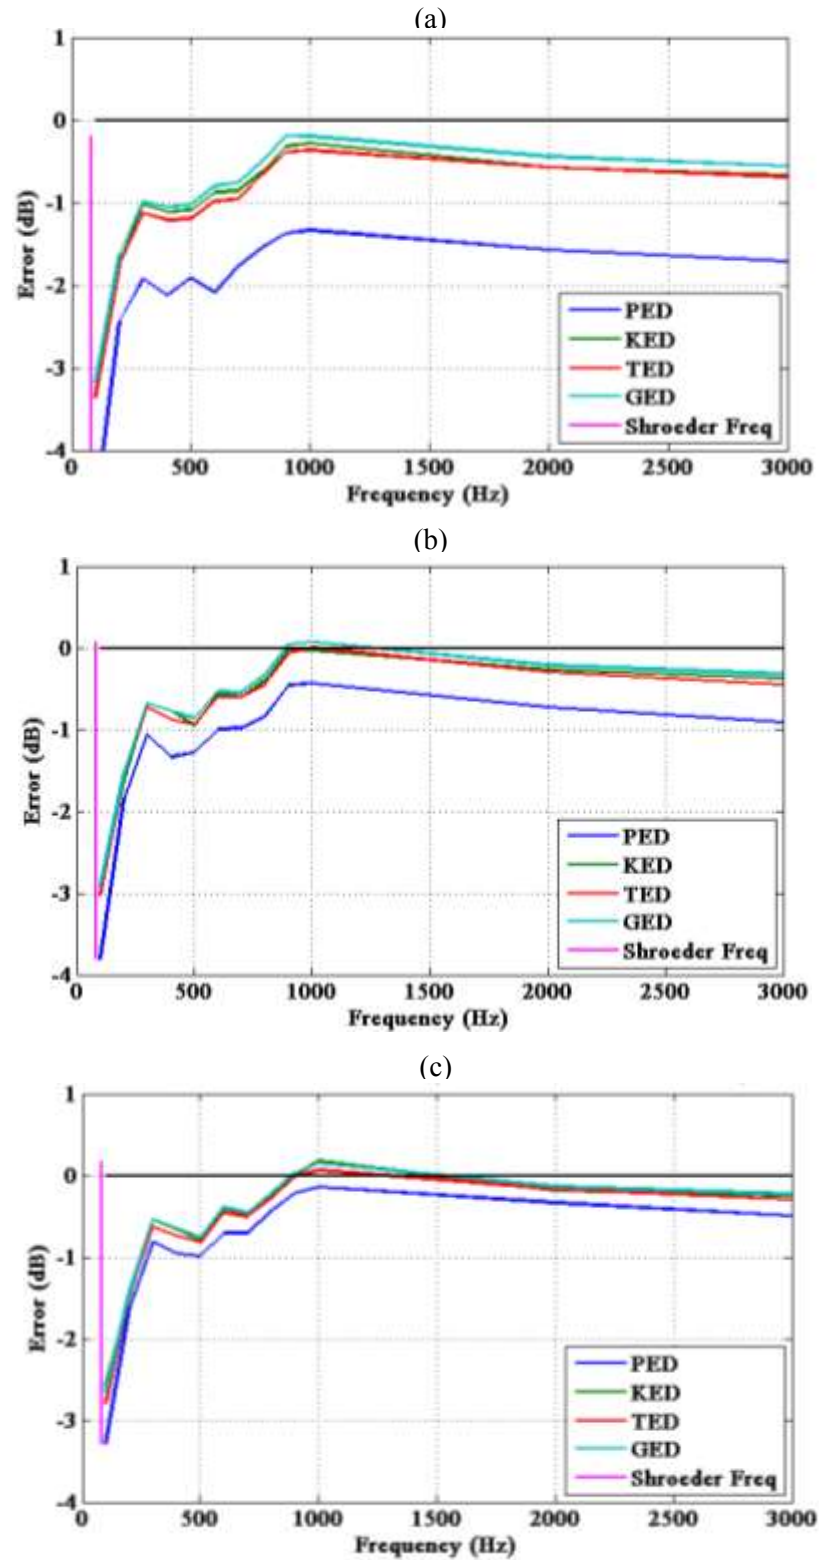 (a)
1
0
-1
-2
-3
-4
Error (dB)
0 500 1000 1500 2000 2500 3000
Frequency (Hz)
PED
KED
TED
GED
Shroeder Freq
(b)
1
0
-1
-2
-3
-4
Error (dB)
0 500 1000 1500 2000 2500 3000
Frequency (Hz)
PED
KED
TED
GED
Shroeder Freq
(c)
1
0
-1
-2
-3
-4
Error (dB)
0 500 1000 1500 2000 2500 3000
Frequency (Hz)
PED
KED
TED
GED
Shroeder Freq